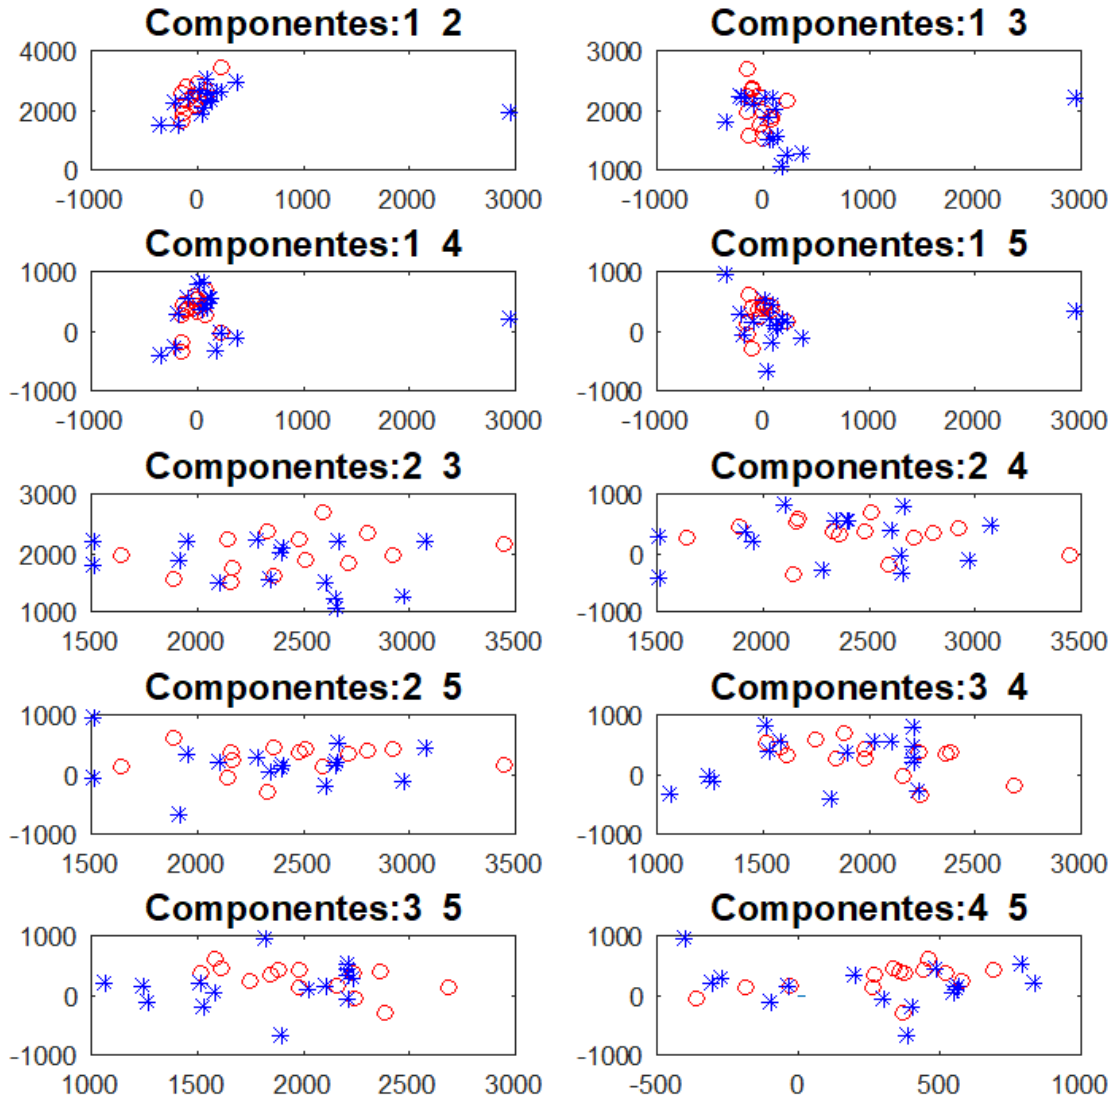 Componentes:1 2
4000
2000
0
-1000 0 1000 2000 3000
Componentes:1 3
3000
2000
1000
-1000 0 1000 2000 3000
Componentes:1 4
1000
0
-1000
-1000 0 1000 2000 3000
Componentes:1 5
1000
0
-1000
-1000 0 1000 2000 3000
Componentes:2 3
3000
2000
1000
1500 2000 2500 3000 3500
Componentes:2 4
1000
0
-1000
1500 2000 2500 3000 3500
Componentes:2 5
1000
0
-1000
1500 2000 2500 3000 3500
Componentes:3 4
1000
0
-1000
1000 1500 2000 2500 3000
Componentes:3 5
1000
0
-1000
1000 1500 2000 2500 3000
Componentes:4 5
1000
0
-1000
-500 0 500 1000